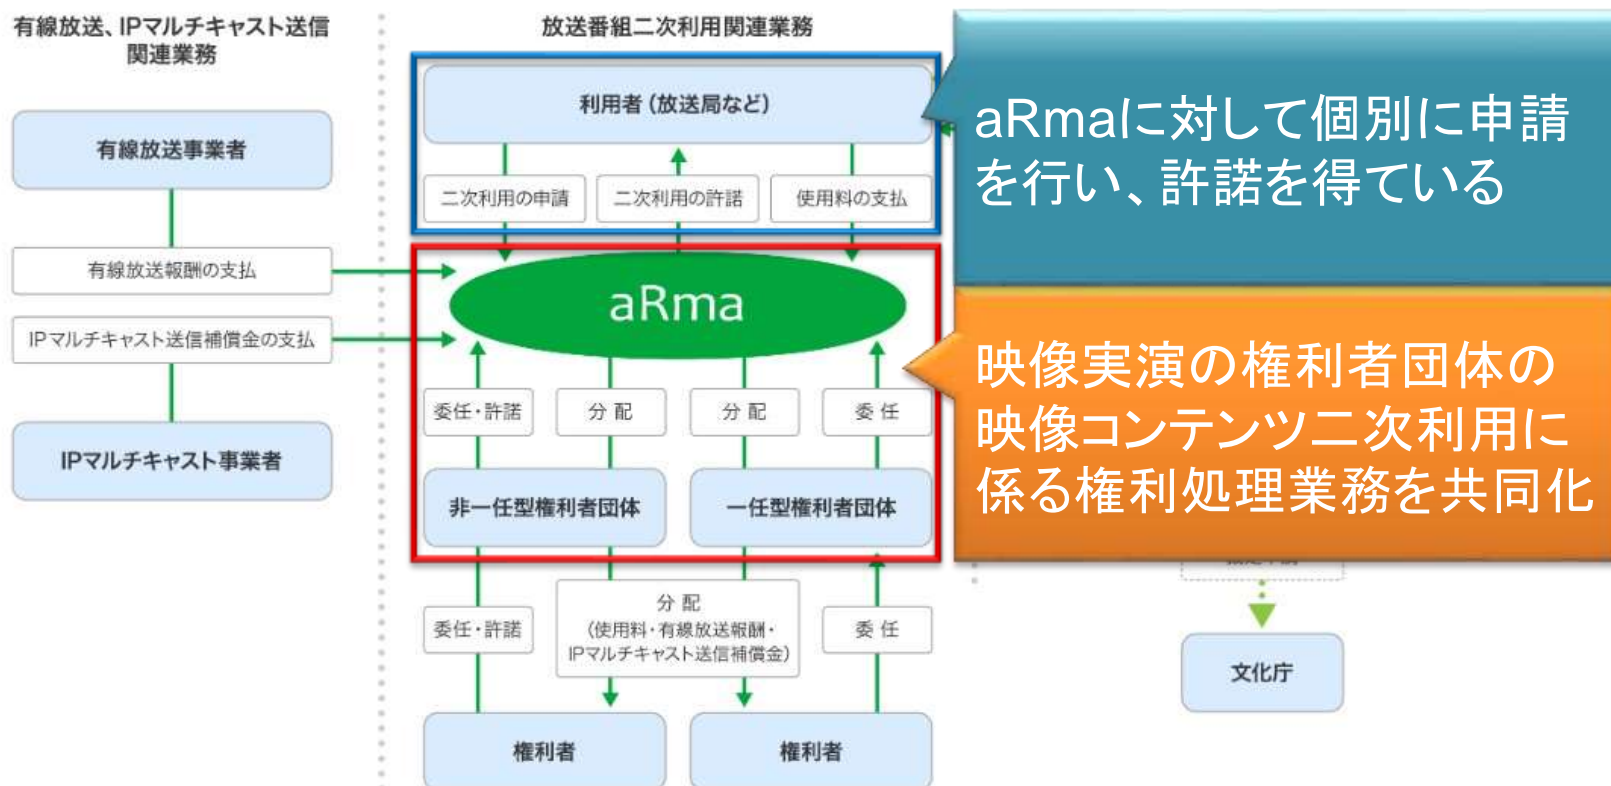 有線放送、IPマルチキャスト送信
関連業務
有線放送事業者
有線放送報酬の支払
IPマルチキャスト送信補償金の支払
IPマルチキャスト事業者
放送番組二次利用関連業務
利用者（放送局など）
二次利用の申請
二次利用の許諾
使用料の支払
aRma
委任・許諾
分 配
分 配
委 任
非一任型権利者団体
一任型権利者団体
委任・許諾
分 配
（使用料・有線放送報酬・
IPマルチキャスト送信補償金）
委 任
権利者
権利者
aRmaに対して個別に申請
を行い、許諾を得ている
映像実演の権利者団体の
映像コンテンツ二次利用に
係る権利処理業務を共同化
文化庁